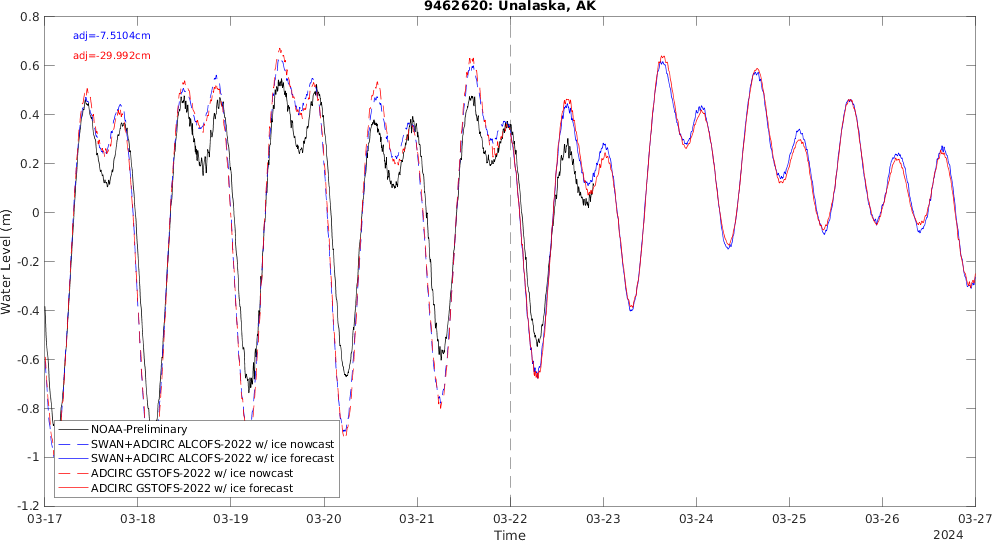 9462620: Unalaska, AK
adj=-7.5104cm
adj=-29.992cm
Water Level (m)
0.8
0.6
0.4
0.2
0
-0.2
-0.4
-0.6
-0.8
-1
-1.2
NOAA-Preliminary
SWAN+ADCIRC ALCOFS-2022 w/ ice nowcast
SWAN+ADCIRC ALCOFS-2022 w/ ice forecast
ADCIRC GSTOFS-2022 w/ ice nowcast
ADCIRC GSTOFS-2022 w/ ice forecast
03-17 03-18 03-19 03-20 03-21 03-22 03-23 03-24 03-25 03-26 03-27
Time
2024